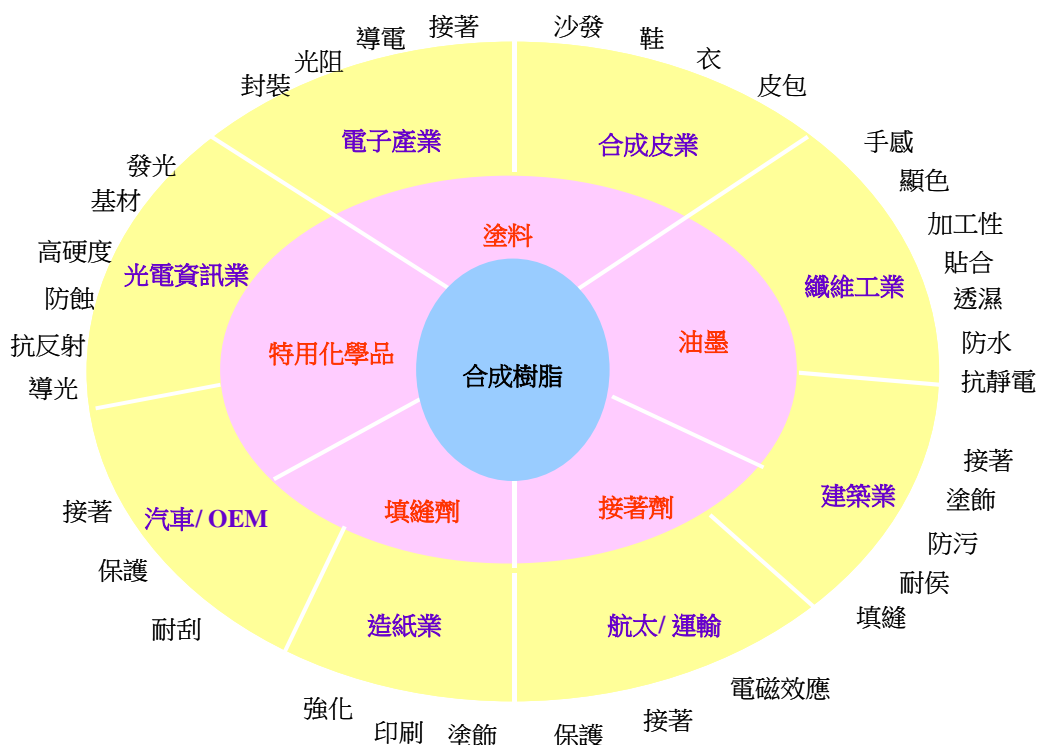 接著
導電
光阻
封裝
沙發
鞋
衣
皮包
電子產業
合成皮業
發光
基材
高硬度
防蝕
抗反射
導光
光電資訊業
手感
顯色
加工性
貼合
透濕
防水
抗靜電
纖維工業
塗料
特用化學品
油墨
合成樹脂
填縫劑
接著劑
汽車/ OEM
接著
保護
耐刮
建築業
接著
塗飾
防污
耐侯
填縫
造紙業
航太/ 運輸
強化
印刷
塗飾
保護
接著
電磁效應